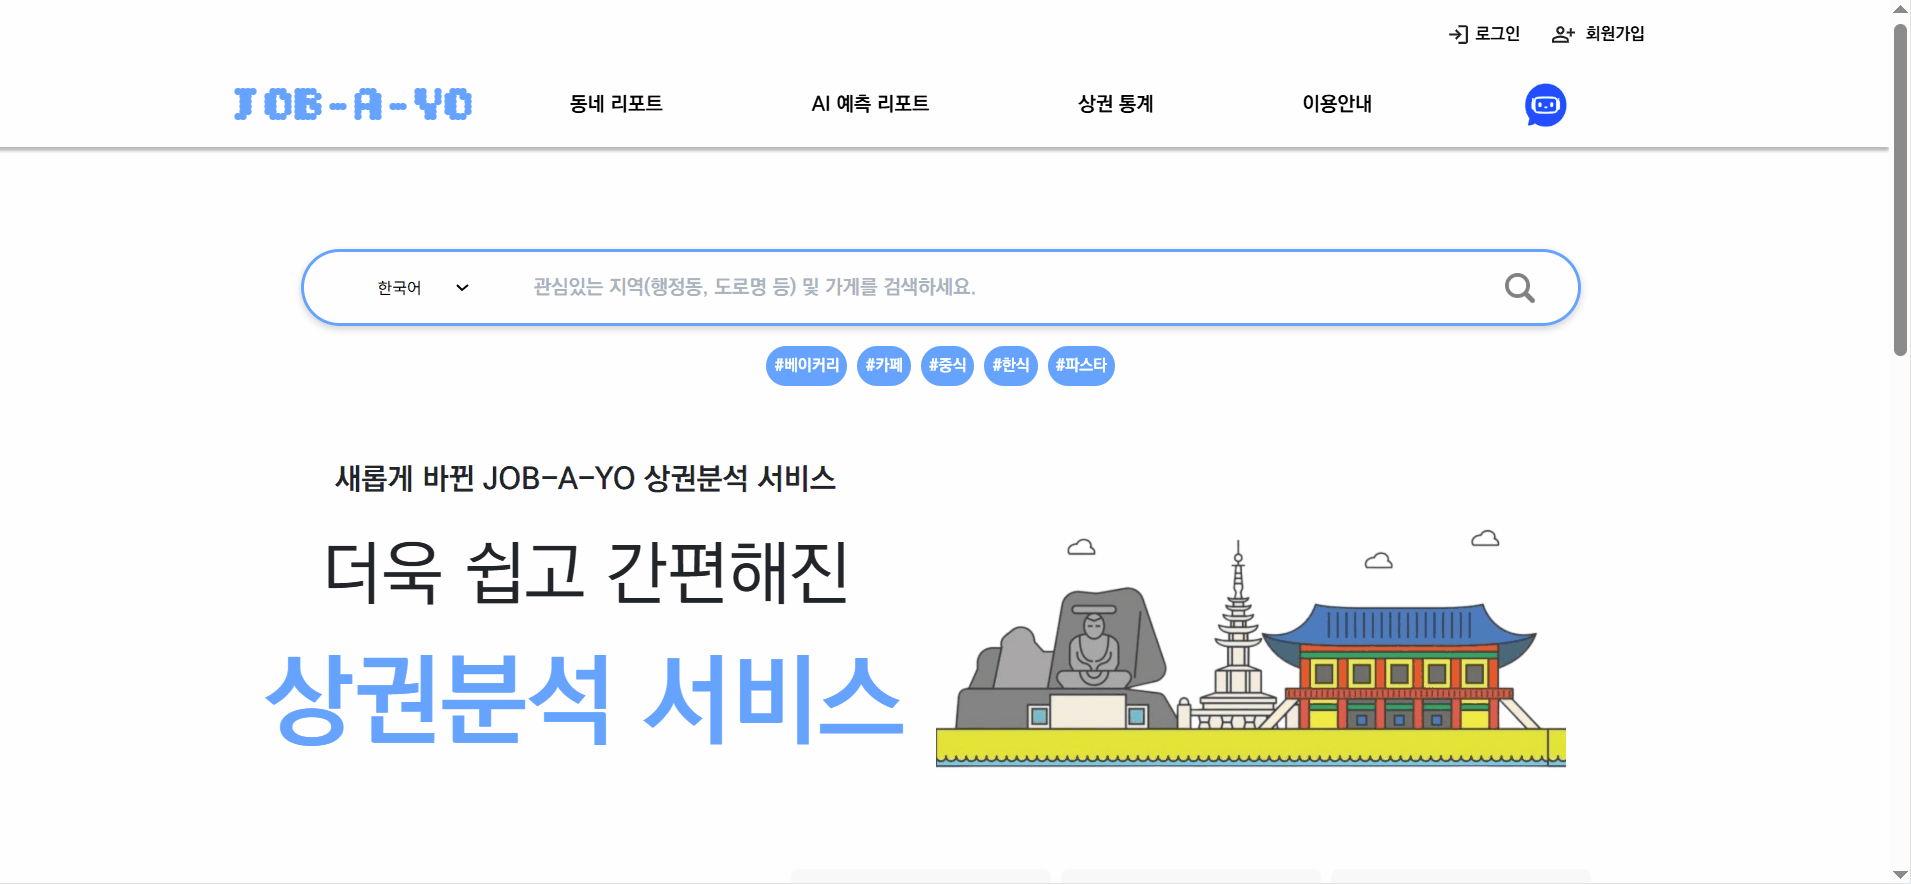 로그인 회원가입
JOB-A-YO 동네 리포트 AI 예측 리포트 상권 통계 이용안내
한국어 관심있는 지역(행정동, 도로명 등) 및 가게를 검색하세요.
#베이커리 #카페 #중식 #한식 #파스타
새롭게 바뀐 JOB-A-YO 상권분석 서비스
더욱 쉽고 간편해진
상권분석 서비스